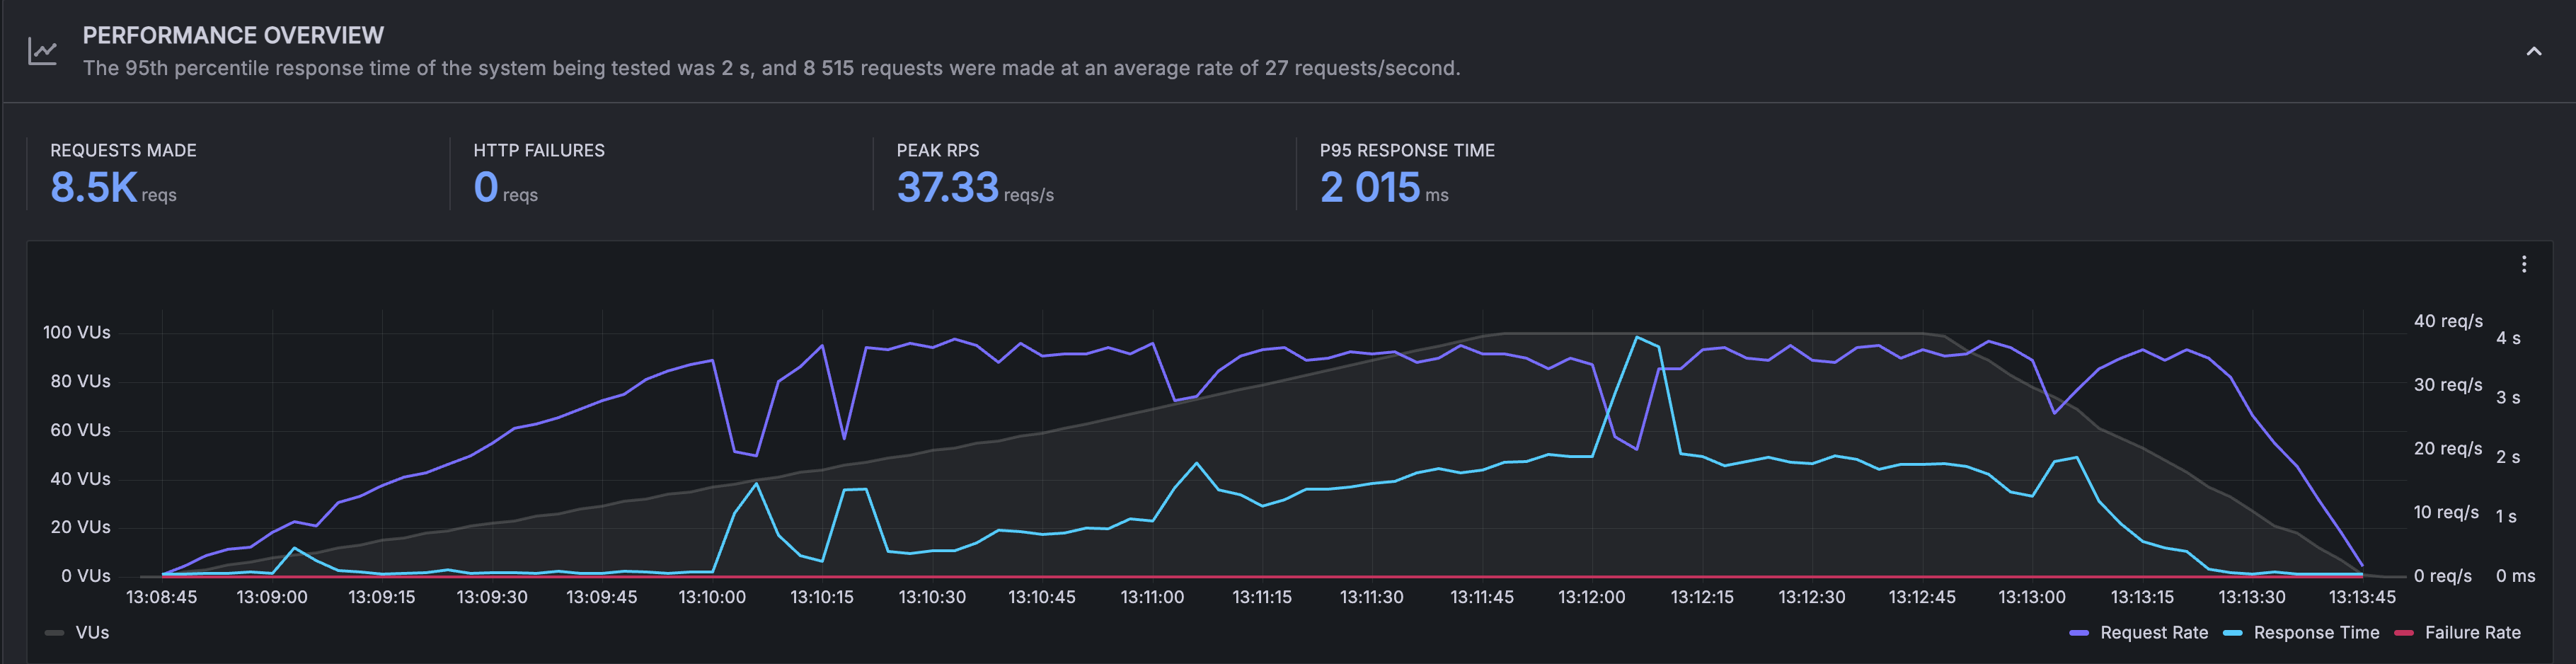 PERFORMANCE OVERVIEW
The 95th percentile response time of the system being tested was 2 s, and 8 515 requests were made at an average rate of 27 requests/second.
REQUESTS MADE
8.5K reqs
HTTP FAILURES
0 reqs
PEAK RPS
37.33 reqs/s
P95 RESPONSE TIME
2 015 ms
100 VUs
80 VUs
60 VUs
40 VUs
20 VUs
0 VUs
40 req/s
30 req/s
20 req/s
10 req/s
0 req/s
4 s
3 s
2 s
1 s
0 ms
13:08:45 13:09:00 13:09:15 13:09:30 13:09:45 13:10:00 13:10:15 13:10:30 13:10:45 13:11:00 13:11:15 13:11:30 13:11:45 13:12:00 13:12:15 13:12:30 13:12:45 13:13:00 13:13:15 13:13:30 13:13:45
VUs
Request Rate Response Time Failure Rate